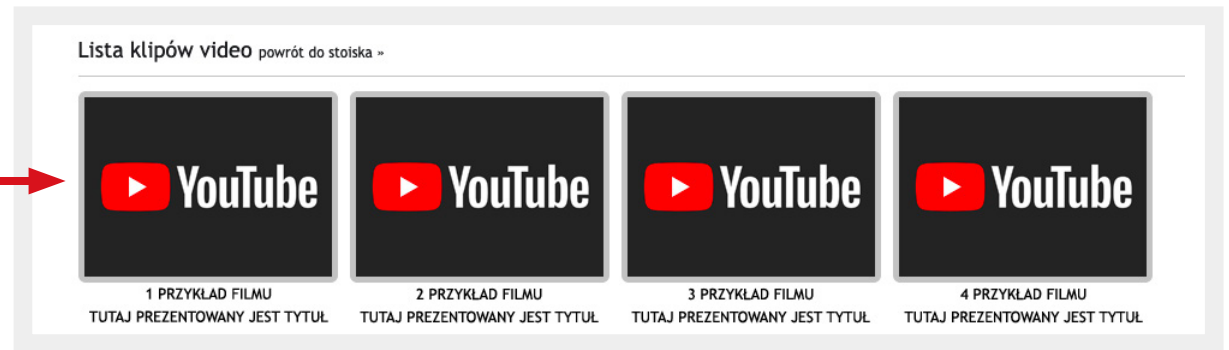 Lista klipów video powrót do stoiska »
YouTube YouTube YouTube YouTube
1 PRZYKŁAD FILMU 2 PRZYKŁAD FILMU 3 PRZYKŁAD FILMU 4 PRZYKŁAD FILMU
TUTAJ PREZENTOWANY JEST TYTUŁ TUTAJ PREZENTOWANY JEST TYTUŁ TUTAJ PREZENTOWANY JEST TYTUŁ TUTAJ PREZENTOWANY JEST TYTUŁ